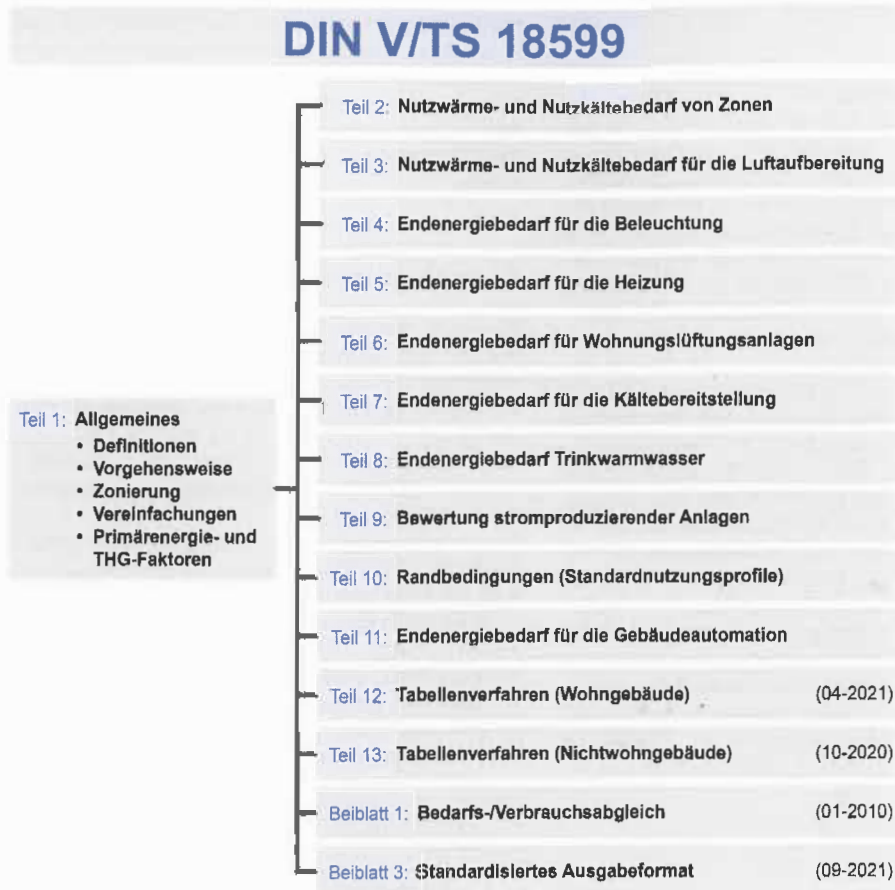 DIN V/TS 18599
Teil 1: Allgemeines
• Definitionen
• Vorgehensweise
• Zonierung
• Vereinfachungen
• Primärenergie- und
THG-Faktoren
Teil 2: Nutzwärme- und Nutzkältebedarf von Zonen
Teil 3: Nutzwärme- und Nutzkältebedarf für die Luftaufbereitung
Teil 4: Endenergiebedarf für die Beleuchtung
Teil 5: Endenergiebedarf für die Heizung
Teil 6: Endenergiebedarf für Wohnungslüftungsanlagen
Teil 7: Endenergiebedarf für die Kältebereitstellung
Teil 8: Endenergiebedarf Trinkwarmwasser
Teil 9: Bewertung stromproduzierender Anlagen
Teil 10: Randbedingungen (Standardnutzungsprofile)
Teil 11: Endenergiebedarf für die Gebäudeautomation
Teil 12: Tabellenverfahren (Wohngebäude) (04-2021)
Teil 13: Tabellenverfahren (Nichtwohngebäude) (10-2020)
Beiblatt 1: Bedarfs-/Verbrauchsabgleich (01-2010)
Beiblatt 3: Standardisiertes Ausgabeformat (09-2021)